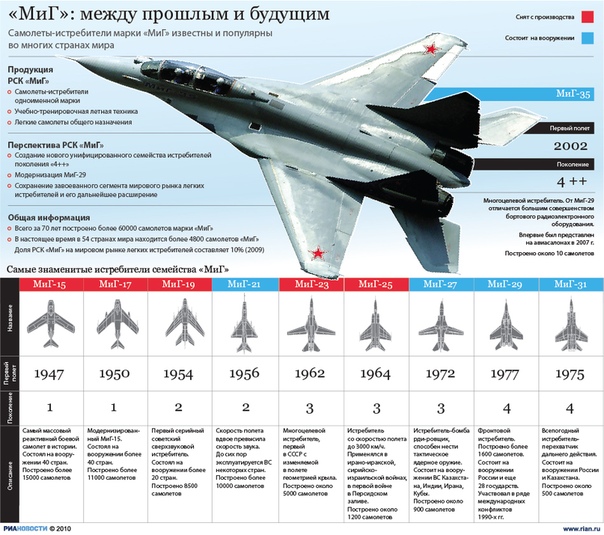 «МиГ»: между прошлым и будущим
Самолеты-истребители марки «МиГ» известны и популярны
во многих странах мира
Снят с производства
Состоит на вооружении
Продукция
РСК «МиГ»
Самолеты-истребители
одноименной марки
Учебно-тренировочная летная техника
Легкие самолеты общего назначения
Перспектива РСК «МиГ»
Создание нового унифицированного семейства истребителей
поколения «4++»
Модернизация МиГ-29
Сохранение завоеванного сегмента мирового рынка легких
истребителей и его дальнейшее расширение
Общая информация
Всего за 70 лет построено более 60000 самолетов марки «МиГ»
В настоящее время в 54 странах мира находится более 4800 самолетов «МиГ»
Доля РСК «МиГ» на мировом рынке легких истребителей составляет 10% (2009)
МиГ-35
Первый полет
2002
Поколение
4 ++
Многоцелевой истребитель. От МиГ-29
отличается большим совершенством
бортового радиоэлектронного
оборудования.
Впервые был представлен
на авиасалонах в 2007 г.
Построено около 10 самолетов
Самые знаменитые истребители семейства «МиГ»
Название
МиГ-15
МиГ-17
МиГ-19
МиГ-21
МиГ-23
МиГ-25
МиГ-27
МиГ-29
МиГ-31
Первый
полет
1947
1950
1954
1956
1962
1964
1972
1977
1975
Поколение
1
1
2
2
3
3
3
4
4
Описание
Самый массовый
реактивный боевой
самолет в истории.
Состоял на воору-
жении 40 стран.
Построено более
15000 самолетов
Модернизирован-
ный МиГ-15.
Состоял на
вооружении более
40 стран.
Построено более
11000 самолетов
Первый серийный
советский
сверхзвуковой
истребитель.
Состоял на
вооружении более
20 стран.
Построено 8500
самолетов
Скорость полета
вдвое превысила
скорость звука.
До сих пор
эксплуатируется ВС
некоторых стран.
Построено более
10000 самолетов
Многоцелевой
истребитель,
первый
в СССР с
изменяемой
в полете
геометрией крыла.
Построено около
5000 самолетов
Истребитель
со скоростью полета
до 3000 км/ч.
Применялся в
ирано-иракской,
сирийско-
израильской войнах,
в первой войне
в Персидском
заливе.
Построено около
1200 самолетов
Истребитель-бомба
рди-ровщик,
способен нести
тактическое
ядерное оружие.
Состоит на воору-
жении ВС Казахста-
на, Индии, Ирана,
Кубы.
Построено около
900 самолетов
Фронтовой
истребитель.
Построено более
1600 самолетов.
Состоит на
вооружении
России и еще
28 государств.
Участвовал в ряде
международных
конфликтов
1990-х гг.
Всепогодный
истребитель-
перехватчик
дальнего действия.
Состоит на
вооружении России
и Казахстана.
Построено около
500 самолетов
РИАНОВОСТИ © 2010
www.rian.ru